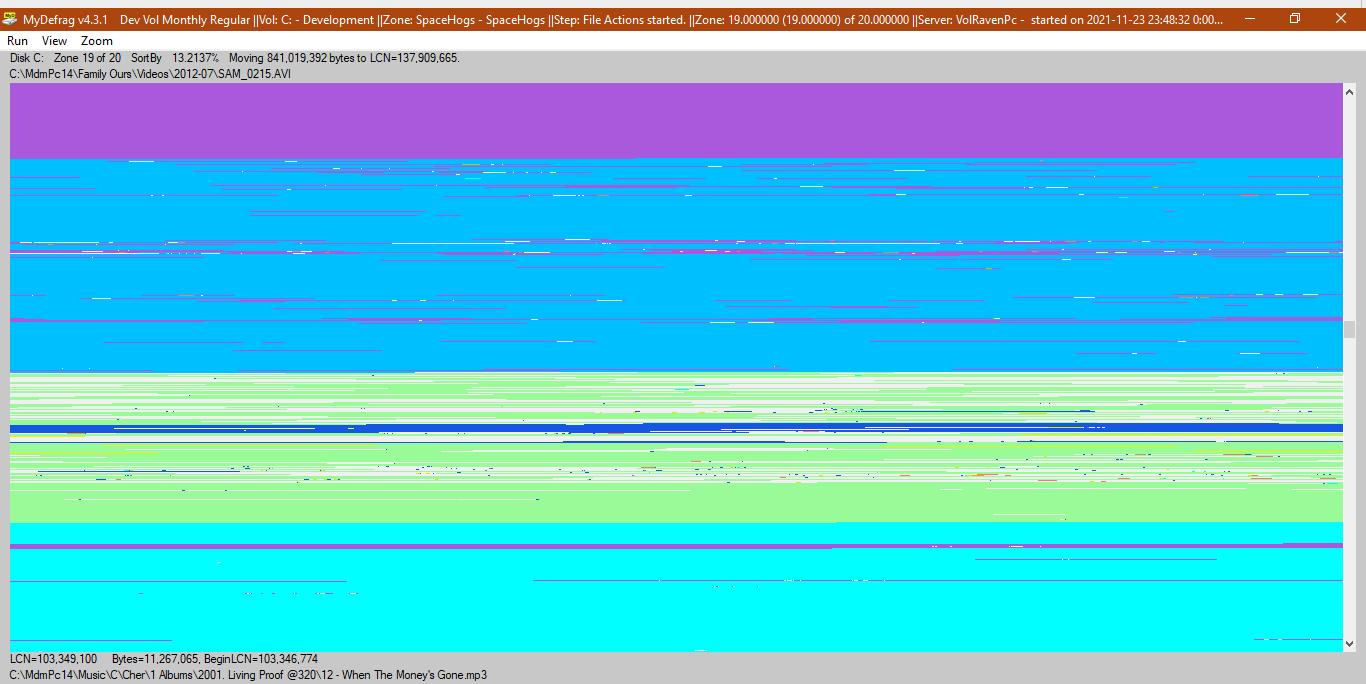 MyDefrag v4.3.1 Dev Vol Monthly Regular ||Vol: C: - Development ||Zone: SpaceHogs - SpaceHogs ||Step: File Actions started. ||Zone: 19.000000 (19.000000) of 20.000000 ||Server: VolRavenPc - started on 2021-11-23 23:48:32 0:00...
Run View Zoom
Disk C: Zone 19 of 20 SortBy 13.2137% Moving 841,019,392 bytes to LCN=137,909,665.
C:\MdmPc14\Family Ours\Videos\2012-07\SAM_0215.AVI
LCN=103,349,100 Bytes=11,267,065, BeginLCN=103,346,774
C:\MdmPc14\Music\C\Cher\1 Albums\2001. Living Proof @320\12 - When The Money's Gone.mp3